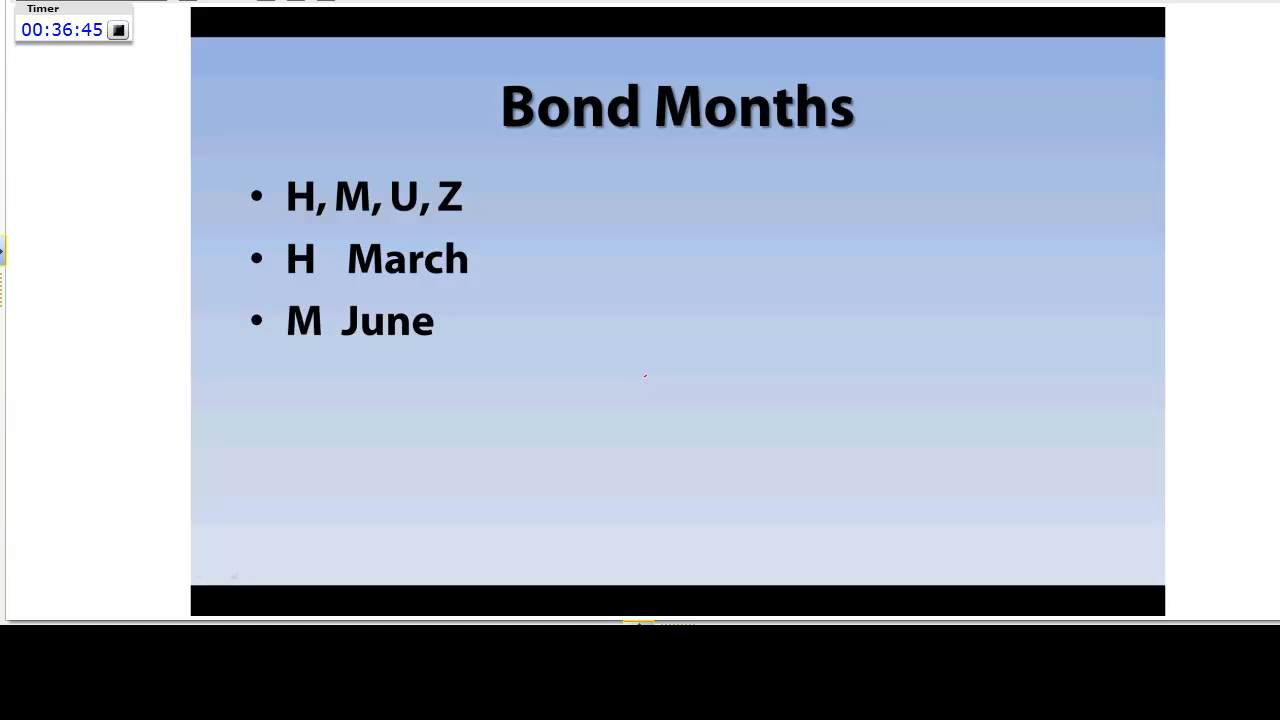 Timer
00:36:45
Bond Months
• H, M, U, Z
• H March
• M June